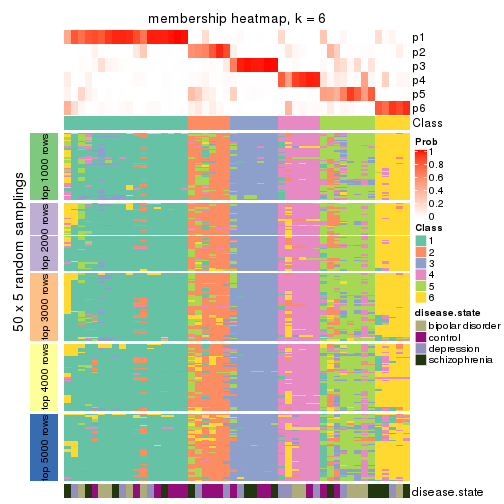 membership heatmap, k = 6
p1
p2
p3
p4
p5
p6
Class
50 x 5 random samplings
top 1000 rows
top 2000 rows
top 3000 rows
top 4000 rows
top 5000 rows
Prob
1
0.8
0.6
0.4
0.2
0
Class
1
2
3
4
5
6
disease.state
bipolar disorder
control
depression
schizophrenia
disease.state